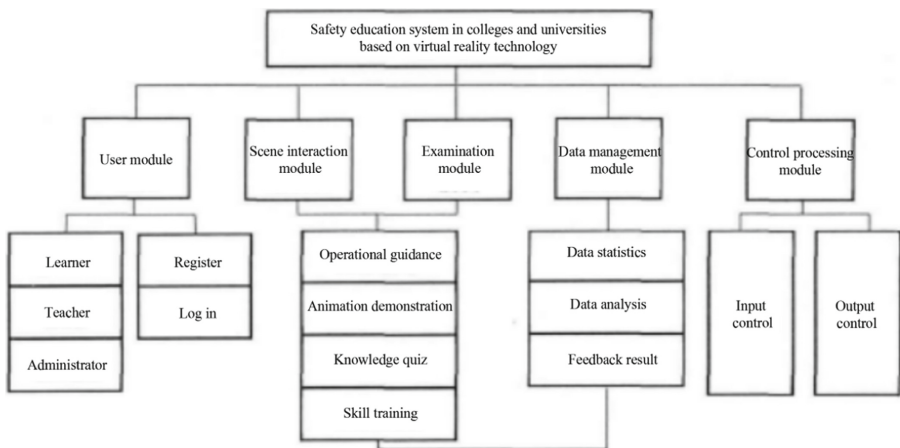 Safety education system in colleges and universities
based on virtual reality technology
User module
Scene interaction
module
Examination
module
Data management
module
Control processing
module
Learner
Teacher
Administrator
Register
Log in
Operational guidance
Animation demonstration
Knowledge quiz
Skill training
Data statistics
Data analysis
Feedback result
Input
control
Output
control